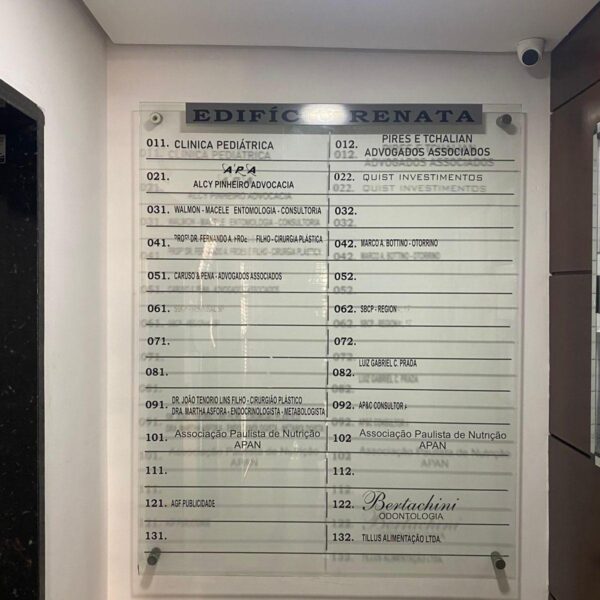 EDIFÍCIO RENATA
011. CLINICA PEDIÁTRICA
012. PIRES E TCHALIAN
ADVOGADOS ASSOCIADOS
021. APA
ALCY PINHEIRO ADVOCACIA
022. QUIST INVESTIMENTOS
031. WALMON - MACELE ENTOMOLOGIA - CONSULTORIA
032.
041. DR. FERNANDO A. FILHO - CIRURGIA PLÁSTICA
042. MARCO A. BOTTINO - OTORRINO
051. CARUSO & PENA - ADVOGADOS ASSOCIADOS
052.
061.
062. SBCP - REGION
071.
072.
081.
082. LUIZ GABRIEL C. PRADA
091. DR. JOÃO TENORIO LINS FILHO - CIRURGIÃO PLÁSTICO
DRA. MARTHA ASFORA - ENDOCRINOLOGISTA - METABOLOGISTA
092. AP&C CONSULTOR
101. Associação Paulista de Nutrição
APAN
102 Associação Paulista de Nutrição
APAN
111.
112.
121. AGF PUBLICIDADE
122. Bertachini
ODONTOLOGIA
131.
132. TILLUS ALIMENTAÇÃO LTDA